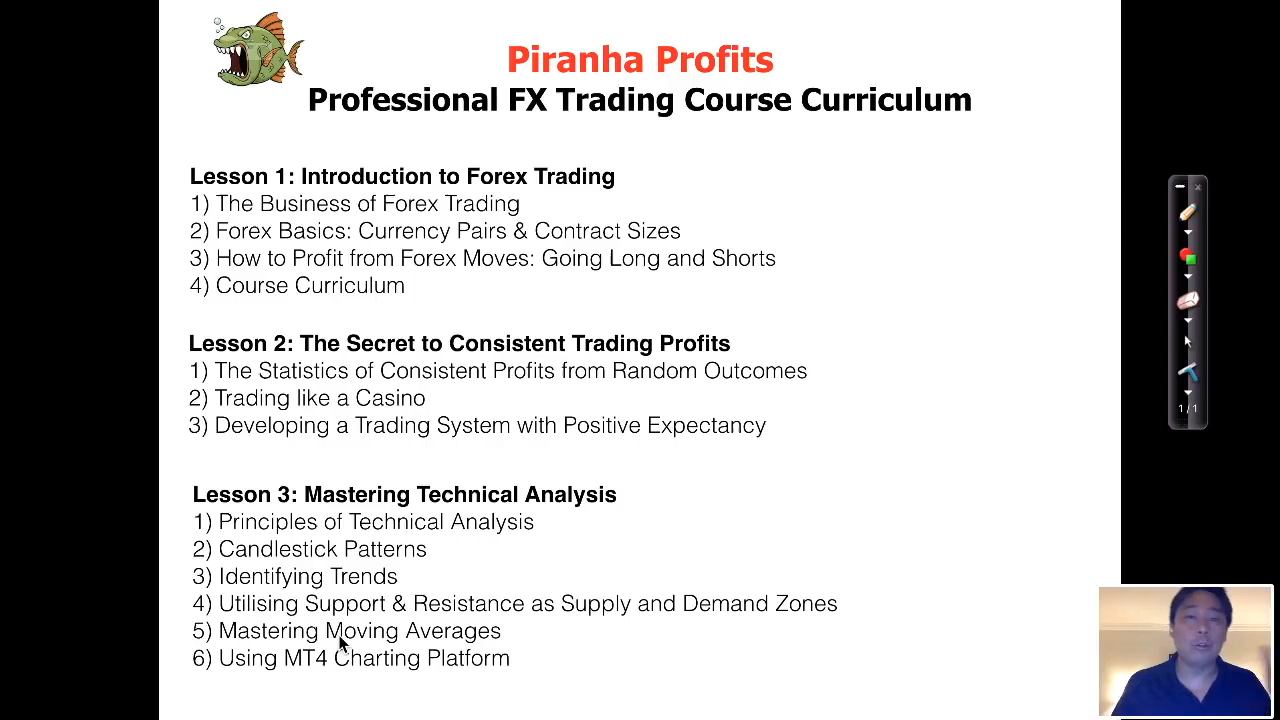 Piranha Profits
Professional FX Trading Course Curriculum
Lesson 1: Introduction to Forex Trading
1) The Business of Forex Trading
2) Forex Basics: Currency Pairs & Contract Sizes
3) How to Profit from Forex Moves: Going Long and Shorts
4) Course Curriculum
Lesson 2: The Secret to Consistent Trading Profits
1) The Statistics of Consistent Profits from Random Outcomes
2) Trading like a Casino
3) Developing a Trading System with Positive Expectancy
Lesson 3: Mastering Technical Analysis
1) Principles of Technical Analysis
2) Candlestick Patterns
3) Identifying Trends
4) Utilising Support & Resistance as Supply and Demand Zones
5) Mastering Moving Averages
6) Using MT4 Charting Platform
1 / 1